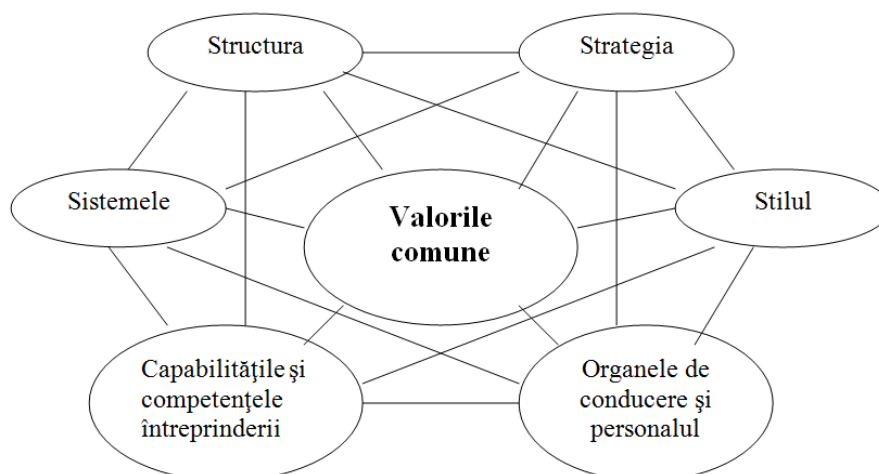 Structura
Strategia
Sistemele
Valorile
comune
Stilul
Capabilităţile şi
competenţele
întreprinderii
Organele de
conducere şi
personalul